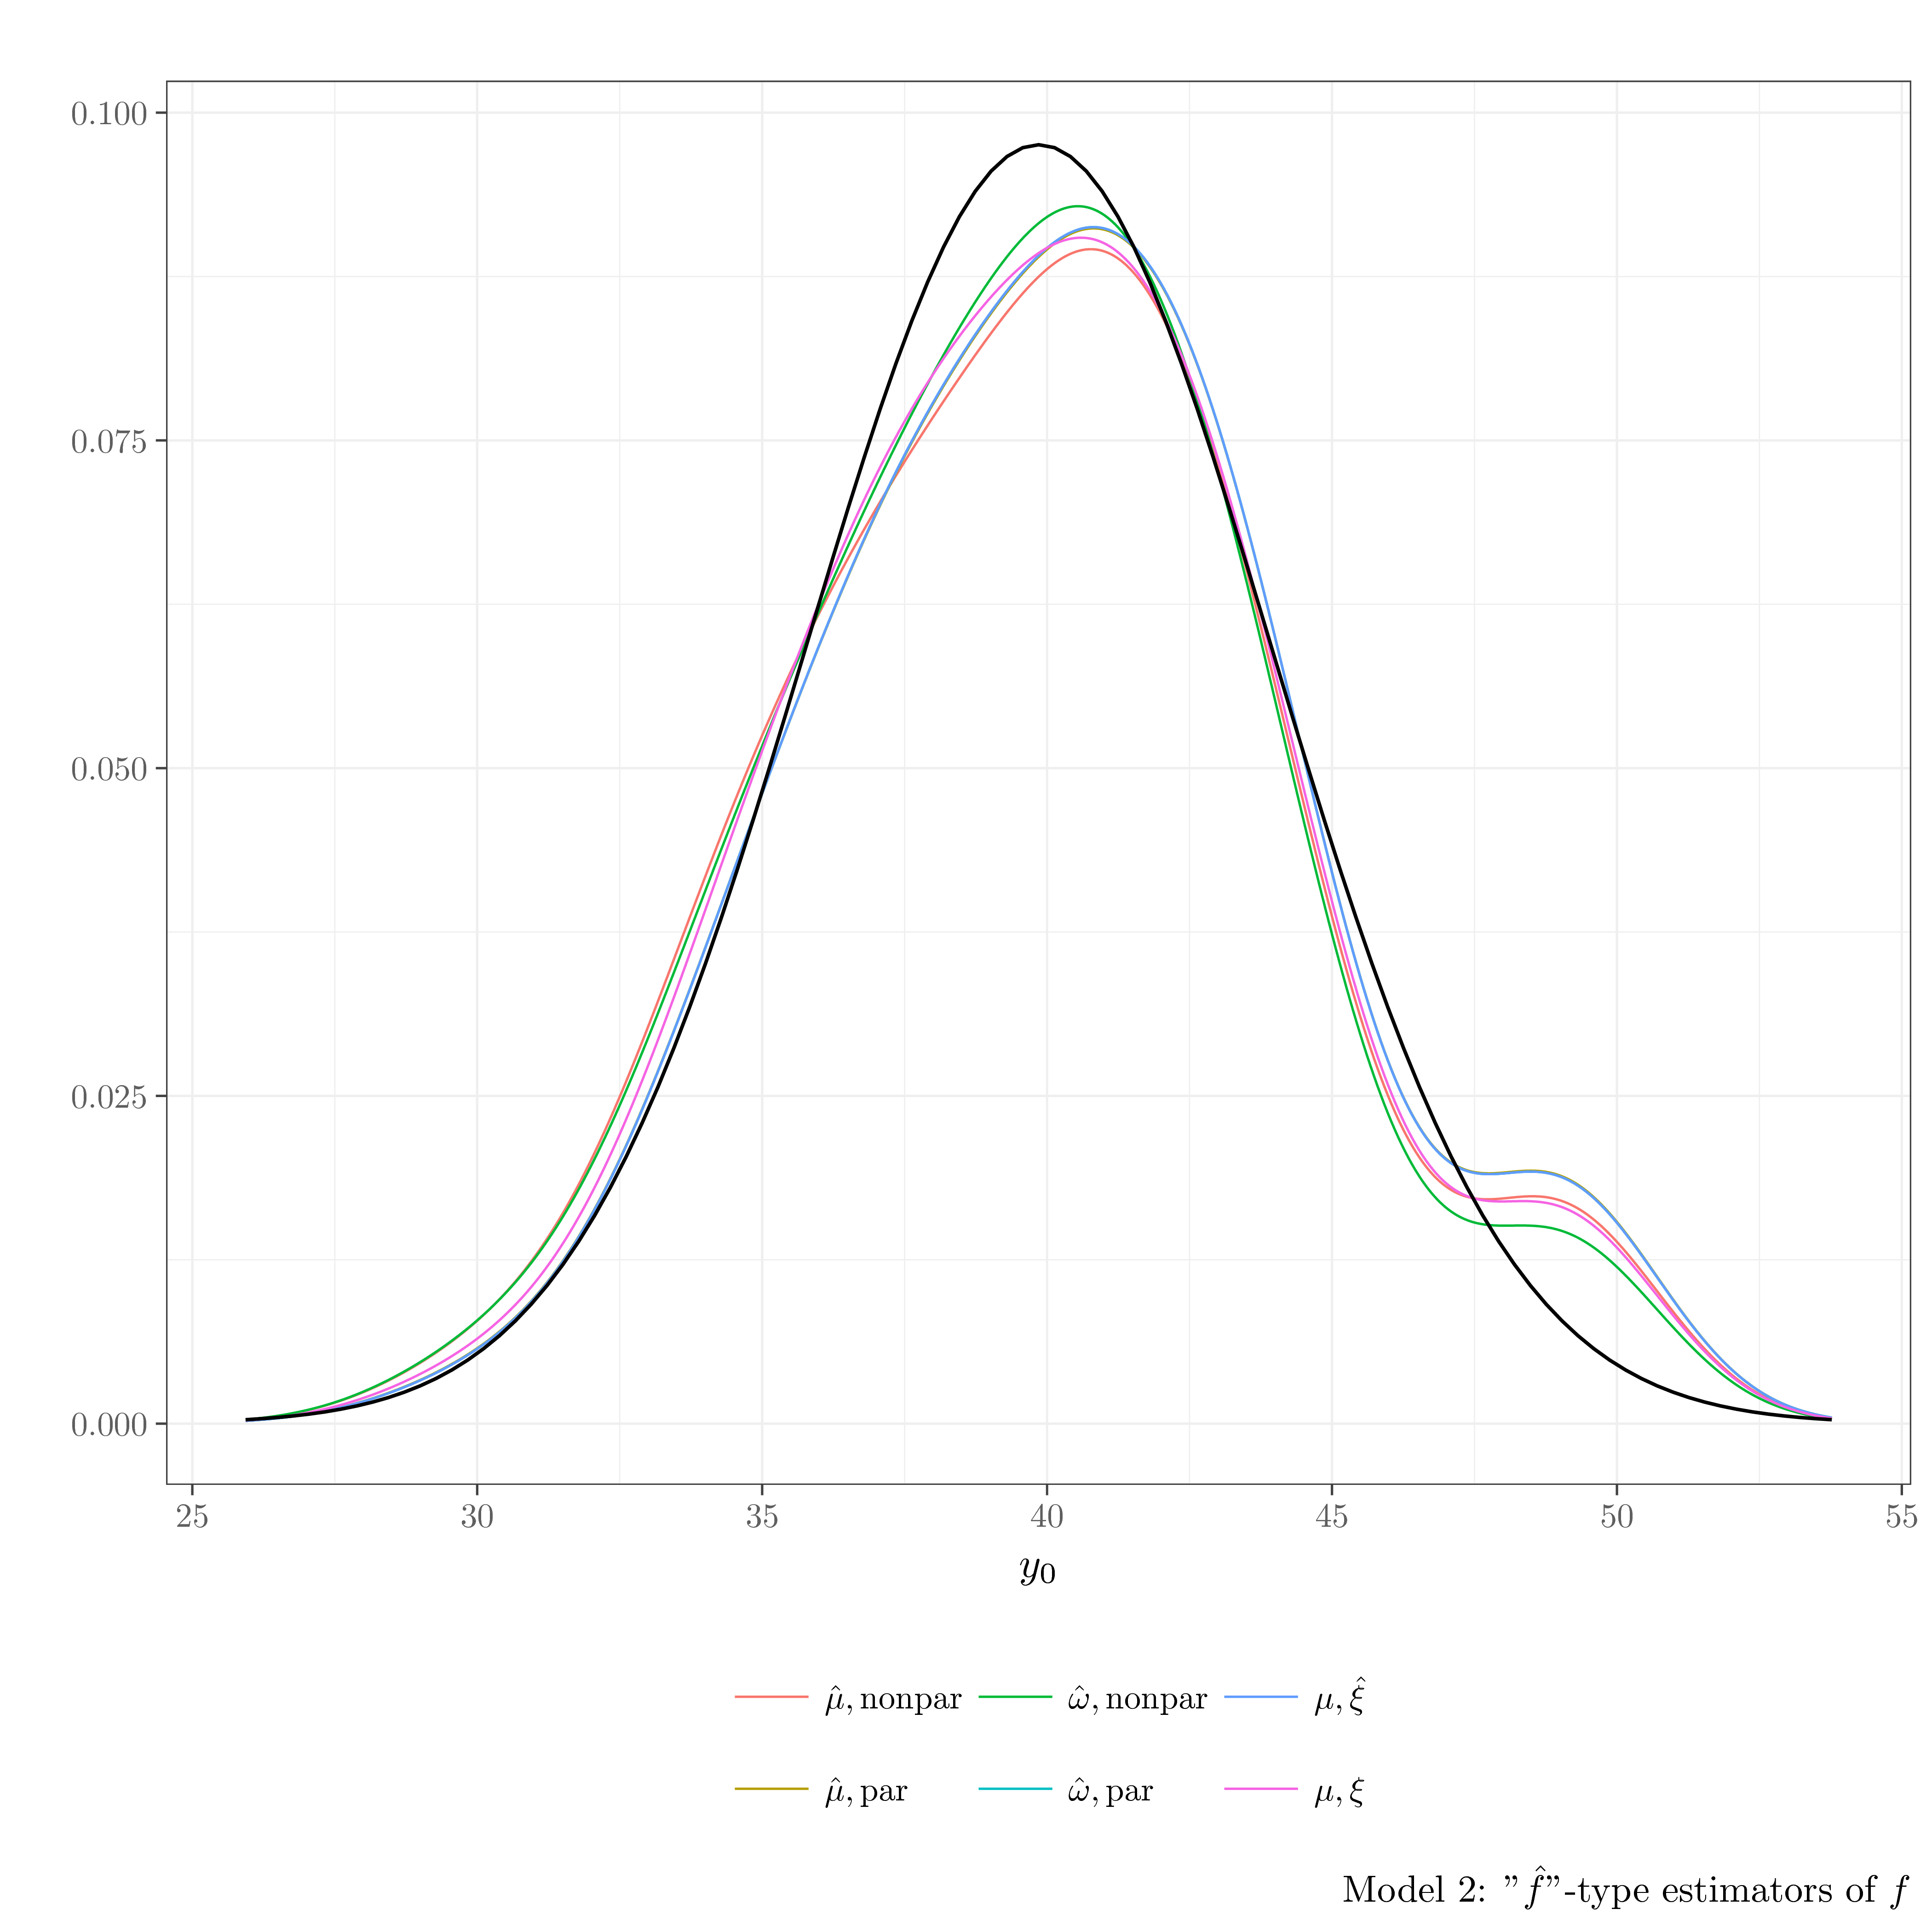 0.100
0.075
0.050
0.025
0.000
25 30 35 40 45 50 55
y₀
μ̂, nonpar ω̂, nonpar μ, ξ̂
μ̂, par ω̂, par μ, ξ
Model 2: ”f̂”-type estimators of f